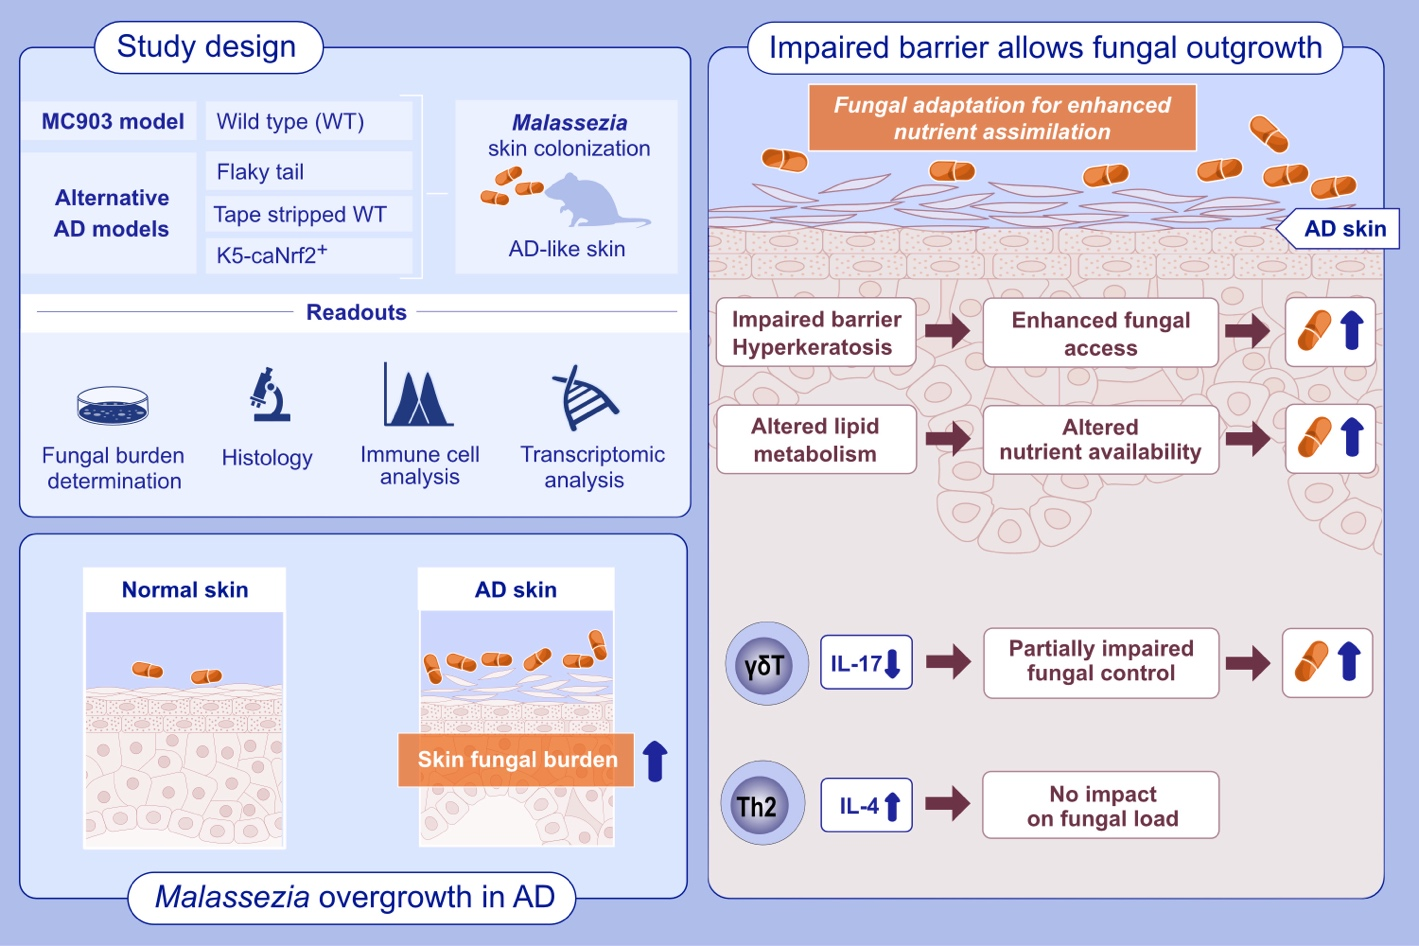 Study design
MC903 model
Wild type (WT)
Alternative
AD models
Flaky tail
Tape stripped WT
K5-caNrf2⁺
Malassezia
skin colonization
AD-like skin
Readouts
Fungal burden
determination
Histology
Immune cell
analysis
Transcriptomic
analysis
Normal skin
AD skin
Skin fungal burden
Malassezia overgrowth in AD
Impaired barrier allows fungal outgrowth
Fungal adaptation for enhanced
nutrient assimilation
AD skin
Impaired barrier
Hyperkeratosis
Enhanced fungal
access
Altered lipid
metabolism
Altered
nutrient availability
γδT
IL-17
Partially impaired
fungal control
Th2
IL-4
No impact
on fungal load